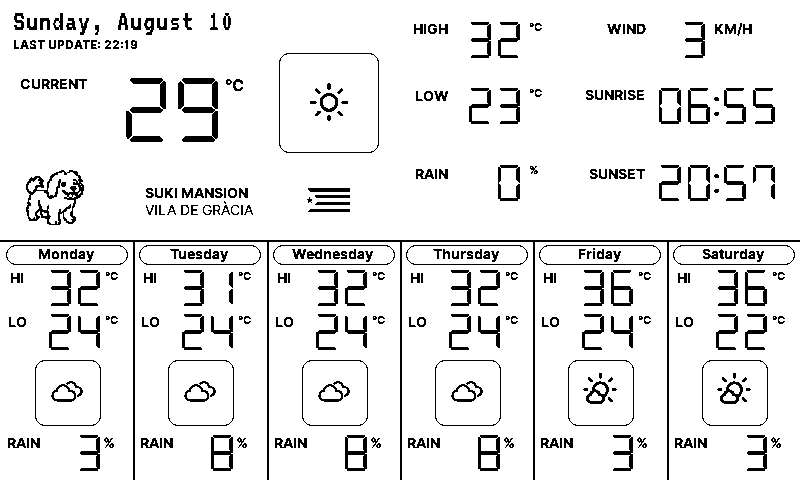 Sunday, August 10
LAST UPDATE: 22:19
CURRENT 29 °C
HIGH 32 °C
WIND 3 KM/H
LOW 23 °C
SUNRISE 06:55
RAIN 0 %
SUNSET 20:57
SUKI MANSION
VILA DE GRÀCIA
Monday
HI 32 °C
LO 24 °C
RAIN 3 %
Tuesday
HI 31 °C
LO 24 °C
RAIN 8 %
Wednesday
HI 32 °C
LO 24 °C
RAIN 8 %
Thursday
HI 32 °C
LO 24 °C
RAIN 8 %
Friday
HI 36 °C
LO 24 °C
RAIN 3 %
Saturday
HI 36 °C
LO 22 °C
RAIN 3 %